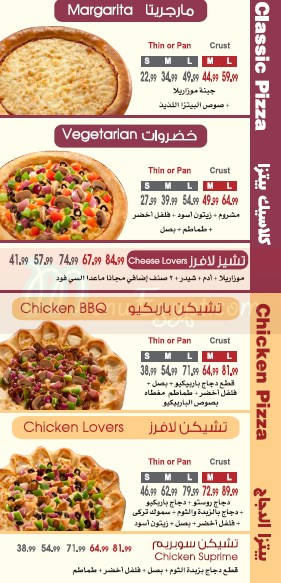 Margarita مارجريتا
Thin or Pan Crust
S M L M L
22,99 34,99 49,99 44,99 59,99
جبنة موزاريلا
+ صوص البيتزا اللذيذ
Classic Pizza
كلاسيك بيتزا
Vegetarian خضروات
Thin or Pan Crust
S M L M L
27,99 39,99 54,99 49,99 64,99
مشروم + زيتون أسود + فلفل أخضر
+ طماطم + بصل
41,99 57,99 74,99 67,99 84,99 Cheese Lovers تشيز لافرز
موزاريلا + أدم + شيدر + ٢ صنف إضافي مجانا ماعدا السي فود
Chicken BBQ تشيكن باربكيو
Thin or Pan Crust
S M L M L
38,99 54,99 71,99 64,99 81,99
قطع دجاج باربيكيو + بصل +
فلفل أخضر + طماطم مغطاه
بصوص الباربكيو
Chicken Pizza
بيتزا الدجاج
Chicken Lovers تشيكن لافرز
Thin or Pan Crust
S M L M L
46,99 62,99 79,99 72,99 89,99
دجاج روستو + دجاج باربيكيو
+ دجاج بالزبدة والثوم + سموك تركى
+ فلفل أخضر + بصل + زيتون أسود
38,99 54,99 71,99 64,99 81,99 تشيكن سوبريم
Chicken Suprime
قطع دجاج بالزبدة والثوم + بصل + فلفل أخضر + طماطم